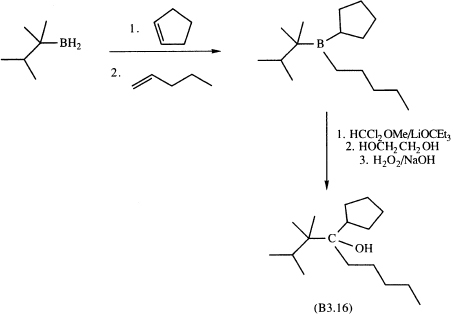 BH₂
1.
2.
B
1. HCCl₂OMe/LiOCEt₃
2. HOCH₂CH₂OH
3. H₂O₂/NaOH
C
OH
(B3.16)